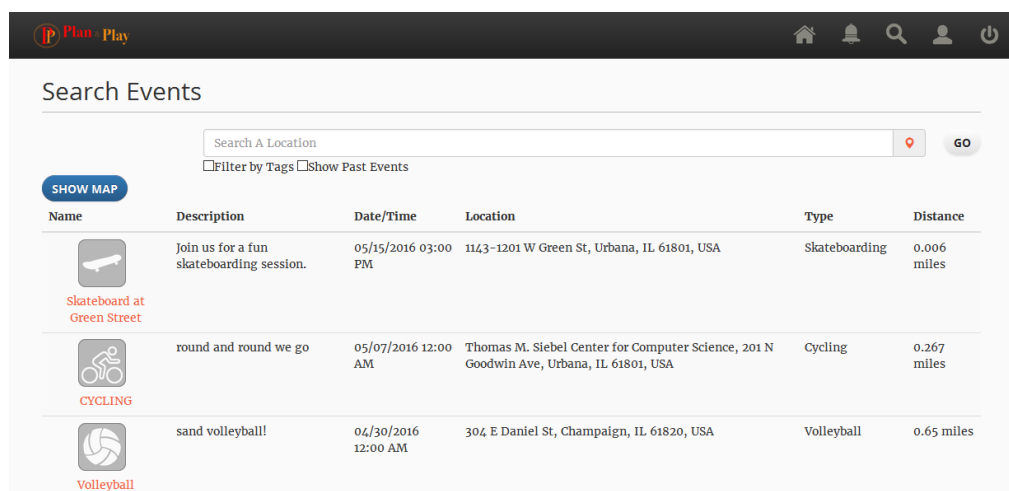 Plan & Play
Search Events
Search A Location
GO
Filter by Tags Show Past Events
SHOW MAP
Name Description Date/Time Location Type Distance
Join us for a fun 05/15/2016 03:00 1143-1201 W Green St, Urbana, IL 61801, USA Skateboarding 0.006
skateboarding session. PM miles
Skateboard at
Green Street
round and round we go 05/07/2016 12:00 Thomas M. Siebel Center for Computer Science, 201 N Cycling 0.267
AM Goodwin Ave, Urbana, IL 61801, USA miles
CYCLING
sand volleyball! 04/30/2016 304 E Daniel St, Champaign, IL 61820, USA Volleyball 0.65 miles
12:00 AM
Volleyball